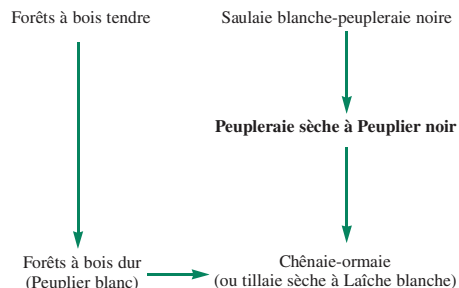 Forêts à bois tendre
Saulaie blanche-peupleraie noire
Peupleraie sèche à Peuplier noir
Forêts à bois dur
(Peuplier blanc)
Chênaie-ormaie
(ou tillaie sèche à Laîche blanche)